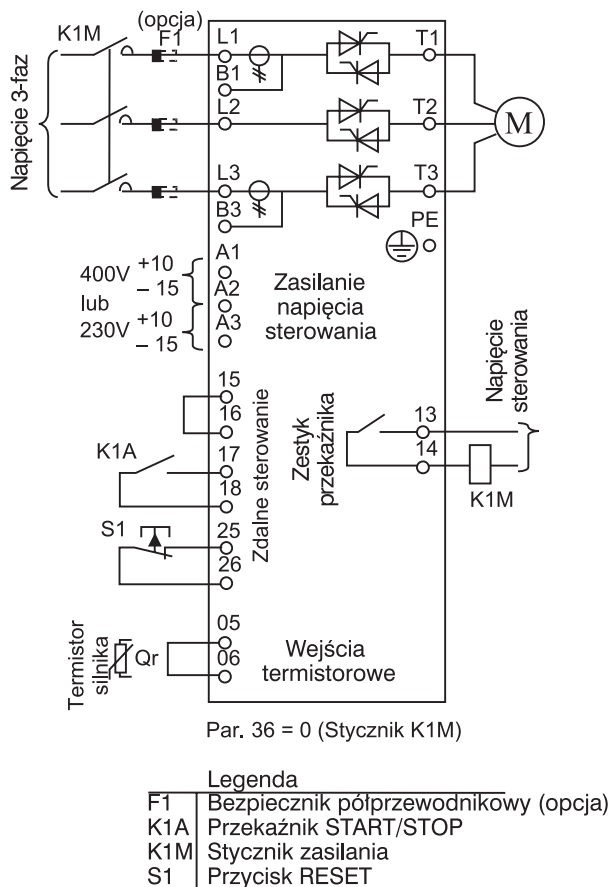 (opcja)
K1M
F1
L1
T1
B1
L2
T2
M
Napięcie 3-faz
L3
T3
B3
PE
A1
400V +10
– 15
A2
lub
230V +10
– 15
A3
Zasilanie
napięcia
sterowania
15
16
K1A
17
18
Zdalne sterowanie
S1
25
26
Zestyk
przekaźnika
13
14
Napięcie
sterowania
K1M
05
06
Termistor
silnika
Qr
Wejścia
termistorowe
Par. 36 = 0 (Stycznik K1M)
Legenda
F1 Bezpiecznik półprzewodnikowy (opcja)
K1A Przekaźnik START/STOP
K1M Stycznik zasilania
S1 Przycisk RESET